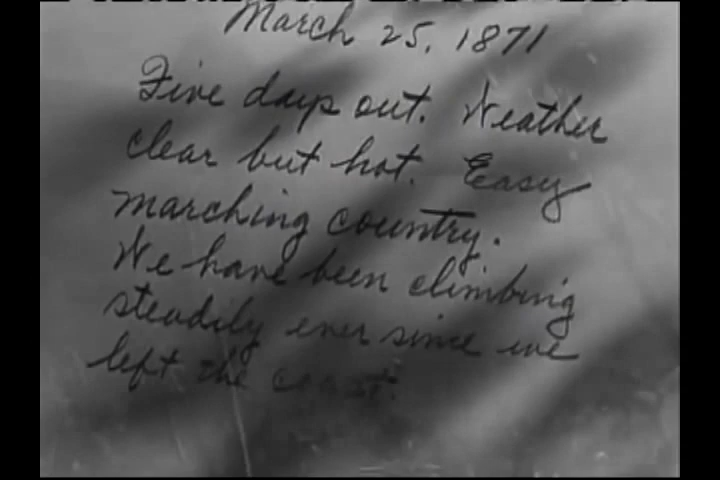 March 25, 1871
Five days out. Weather
clear but hot. Easy
marching country.
We have been climbing
steadily ever since we
left the coast.